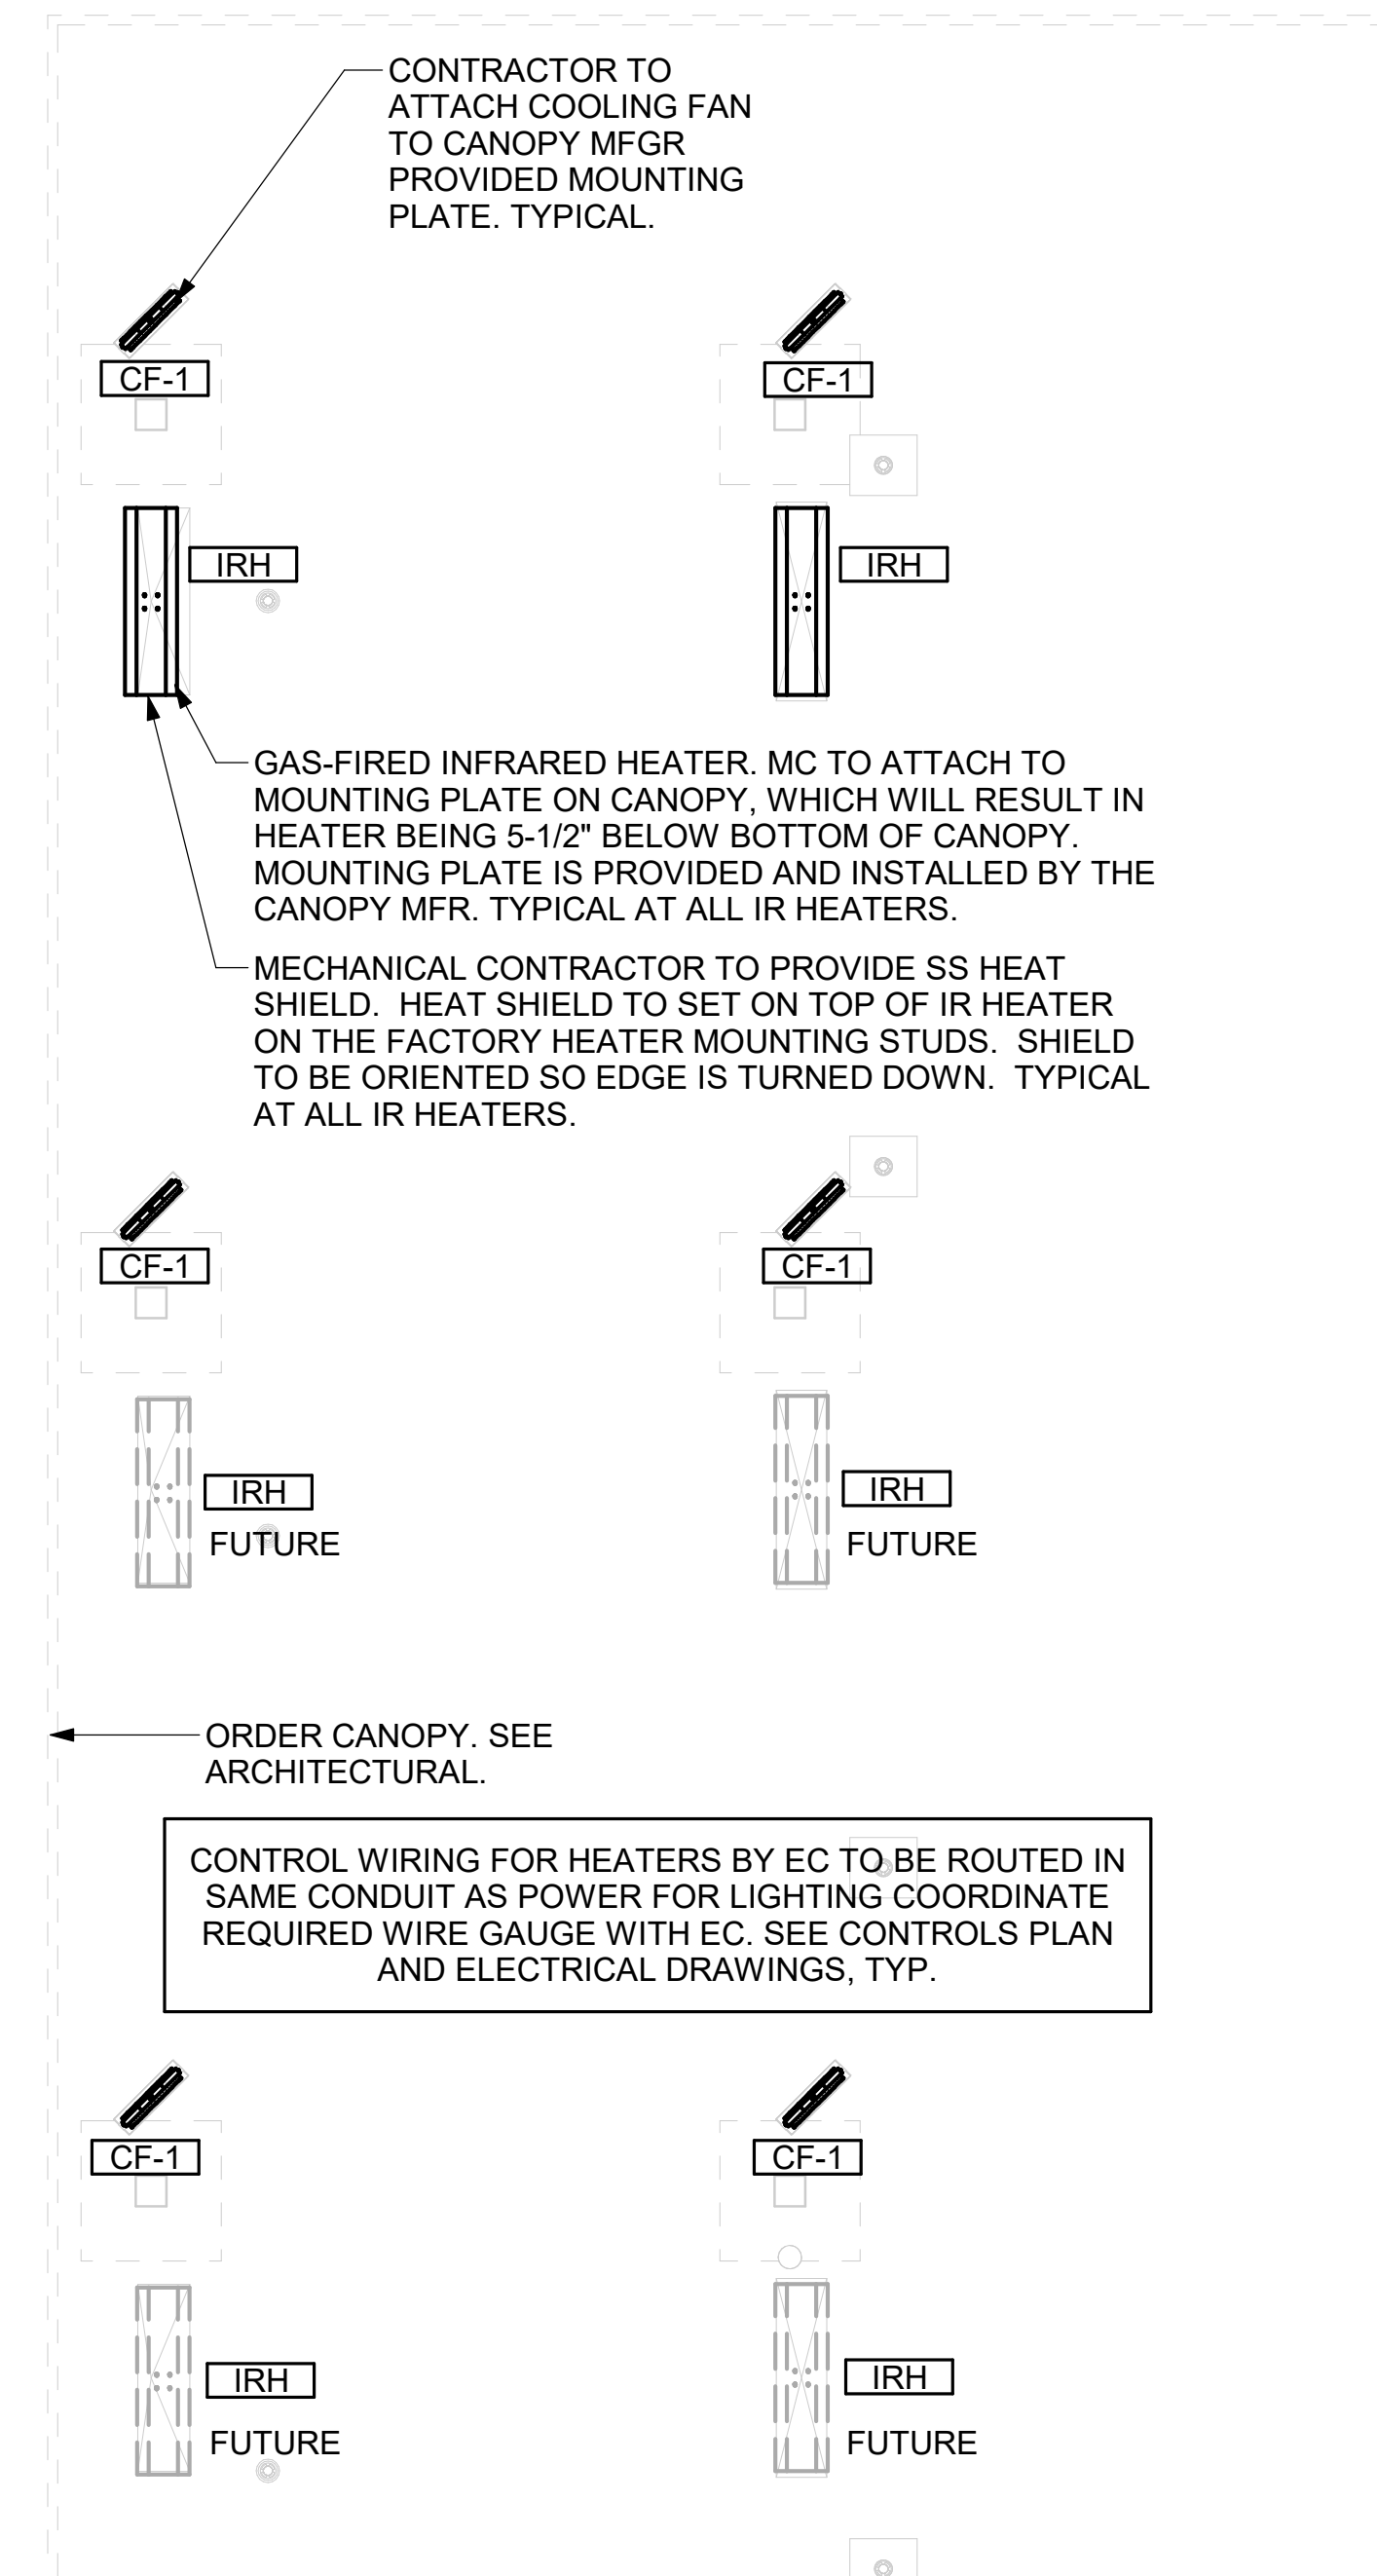 CONTRACTOR TO
ATTACH COOLING FAN
TO CANOPY MFGR
PROVIDED MOUNTING
PLATE. TYPICAL.
CF-1
CF-1
IRH
IRH
GAS-FIRED INFRARED HEATER. MC TO ATTACH TO
MOUNTING PLATE ON CANOPY, WHICH WILL RESULT IN
HEATER BEING 5-1/2" BELOW BOTTOM OF CANOPY.
MOUNTING PLATE IS PROVIDED AND INSTALLED BY THE
CANOPY MFR. TYPICAL AT ALL IR HEATERS.
MECHANICAL CONTRACTOR TO PROVIDE SS HEAT
SHIELD. HEAT SHIELD TO SET ON TOP OF IR HEATER
ON THE FACTORY HEATER MOUNTING STUDS. SHIELD
TO BE ORIENTED SO EDGE IS TURNED DOWN. TYPICAL
AT ALL IR HEATERS.
CF-1
CF-1
IRH
IRH
FUTURE
FUTURE
ORDER CANOPY. SEE
ARCHITECTURAL.
CONTROL WIRING FOR HEATERS BY EC TO BE ROUTED IN
SAME CONDUIT AS POWER FOR LIGHTING COORDINATE
REQUIRED WIRE GAUGE WITH EC. SEE CONTROLS PLAN
AND ELECTRICAL DRAWINGS, TYP.
CF-1
CF-1
IRH
IRH
FUTURE
FUTURE